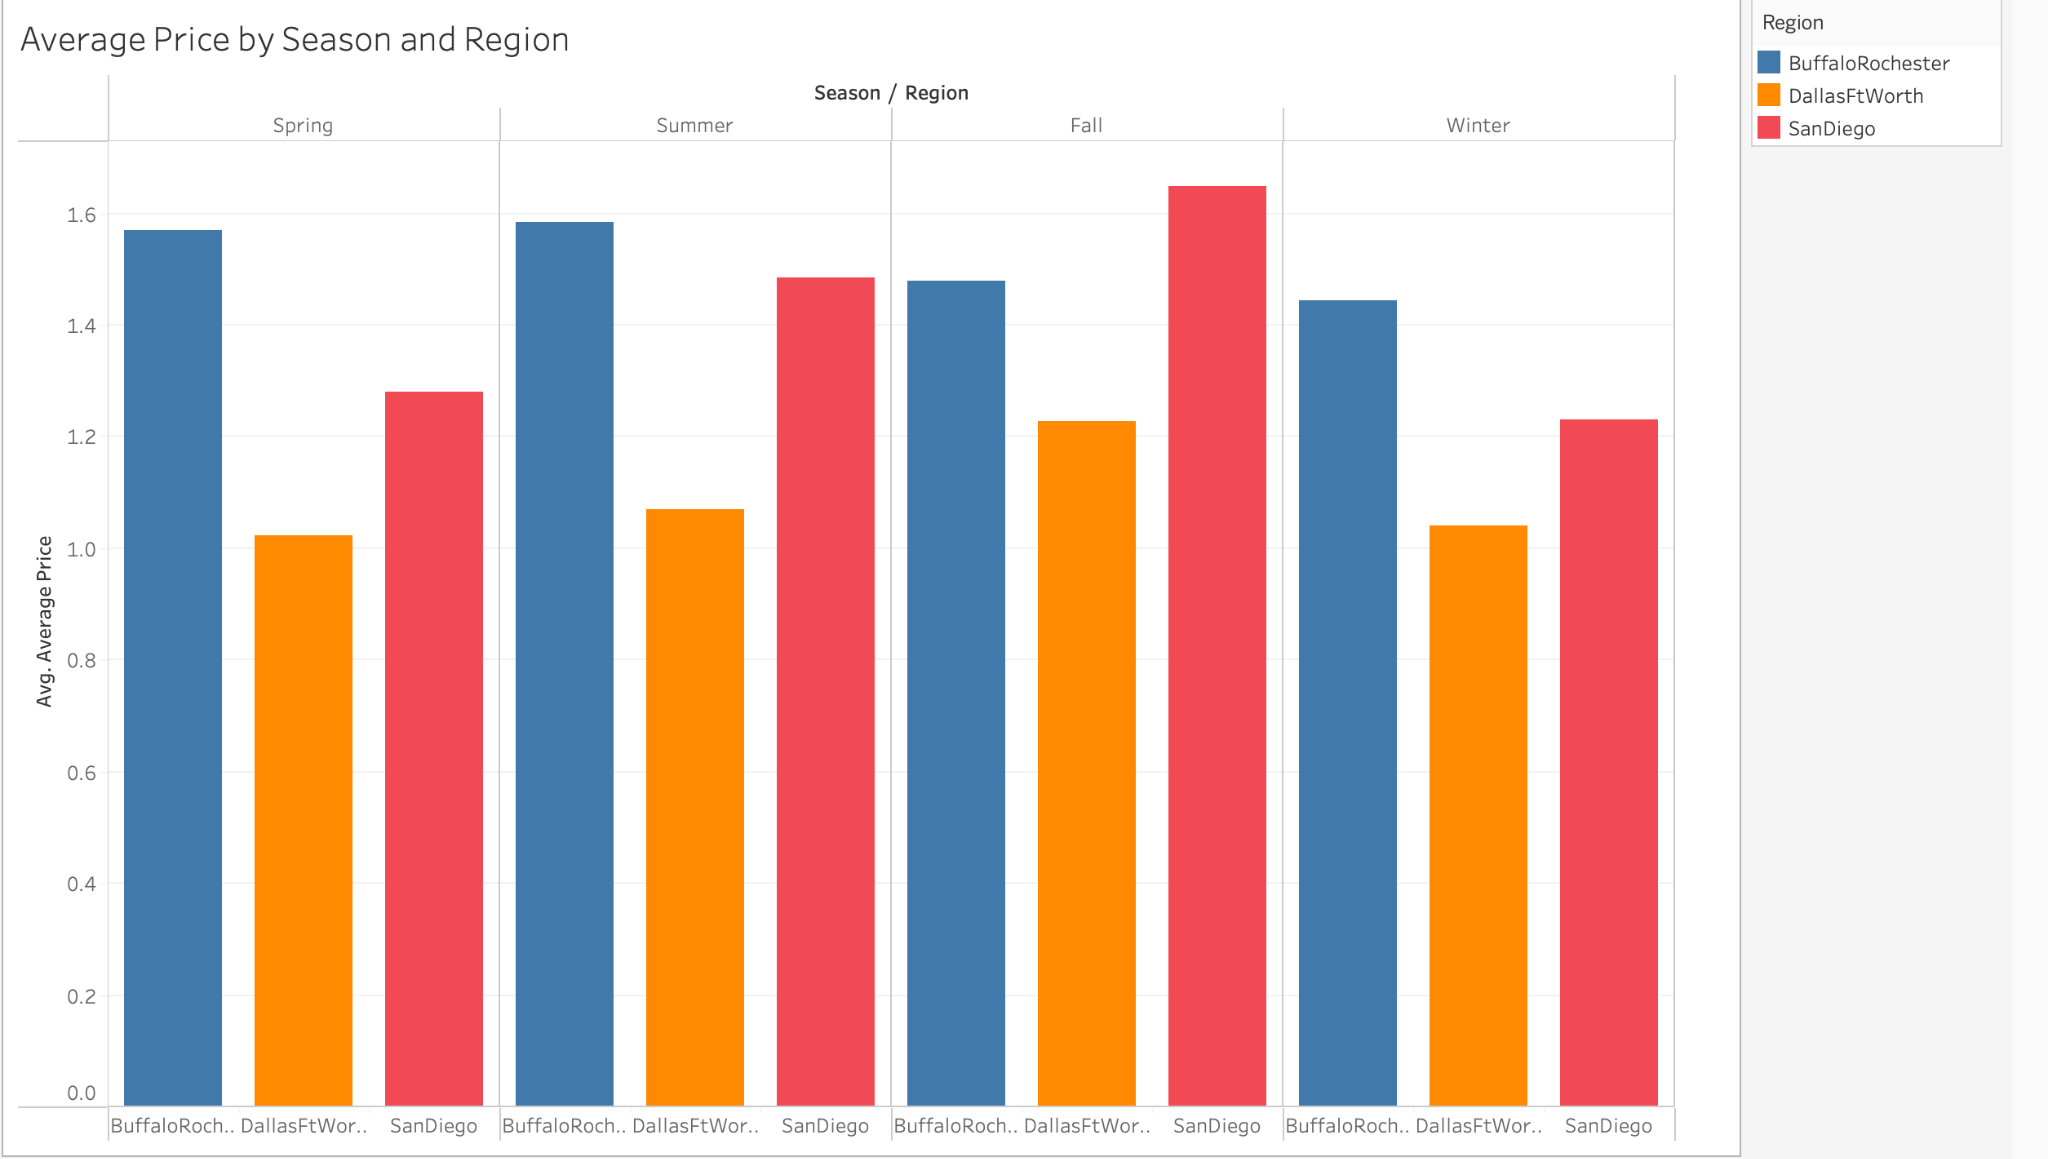 Average Price by Season and Region
Season / Region
Spring Summer Fall Winter
Avg. Average Price
1.6
1.4
1.2
1.0
0.8
0.6
0.4
0.2
0.0
BuffaloRoch.. DallasFtWor.. SanDiego BuffaloRoch.. DallasFtWor.. SanDiego BuffaloRoch.. DallasFtWor.. SanDiego BuffaloRoch.. DallasFtWor.. SanDiego
Region
BuffaloRochester
DallasFtWorth
SanDiego